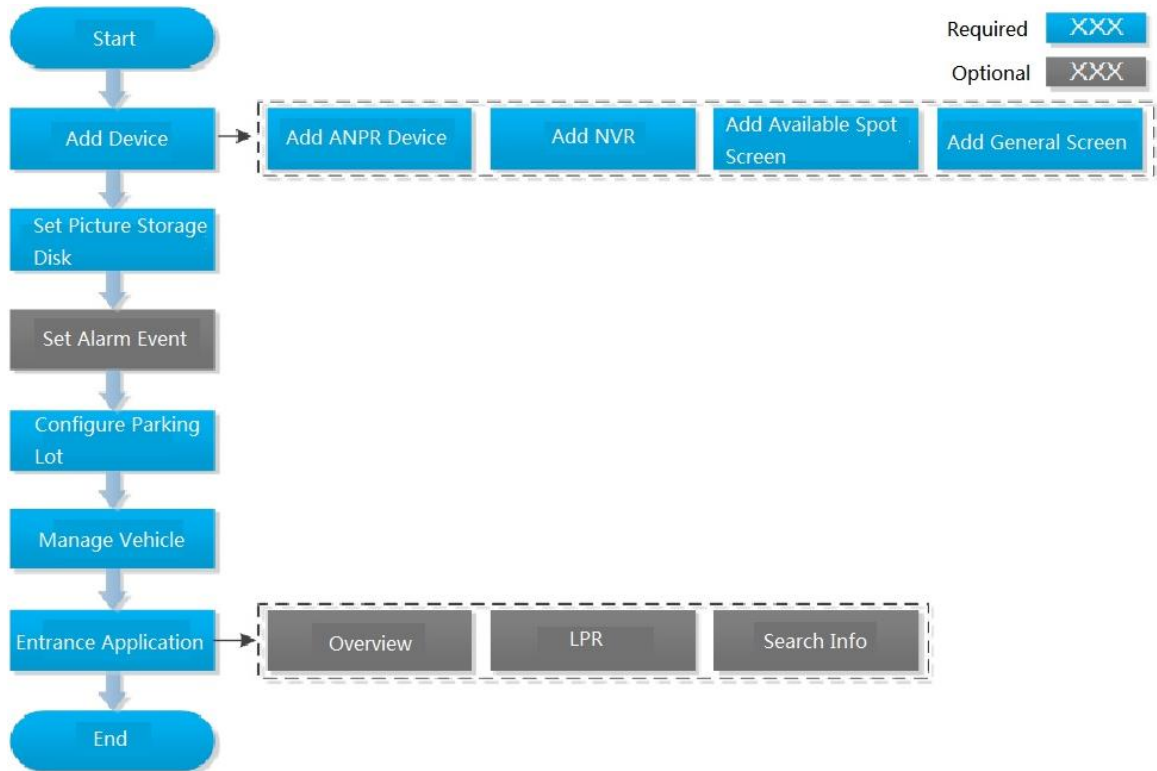 Start
Required XXX
Optional XXX
Add Device
Add ANPR Device
Add NVR
Add Available Spot
Screen
Add General Screen
Set Picture Storage
Disk
Set Alarm Event
Configure Parking
Lot
Manage Vehicle
Entrance Application
Overview
LPR
Search Info
End